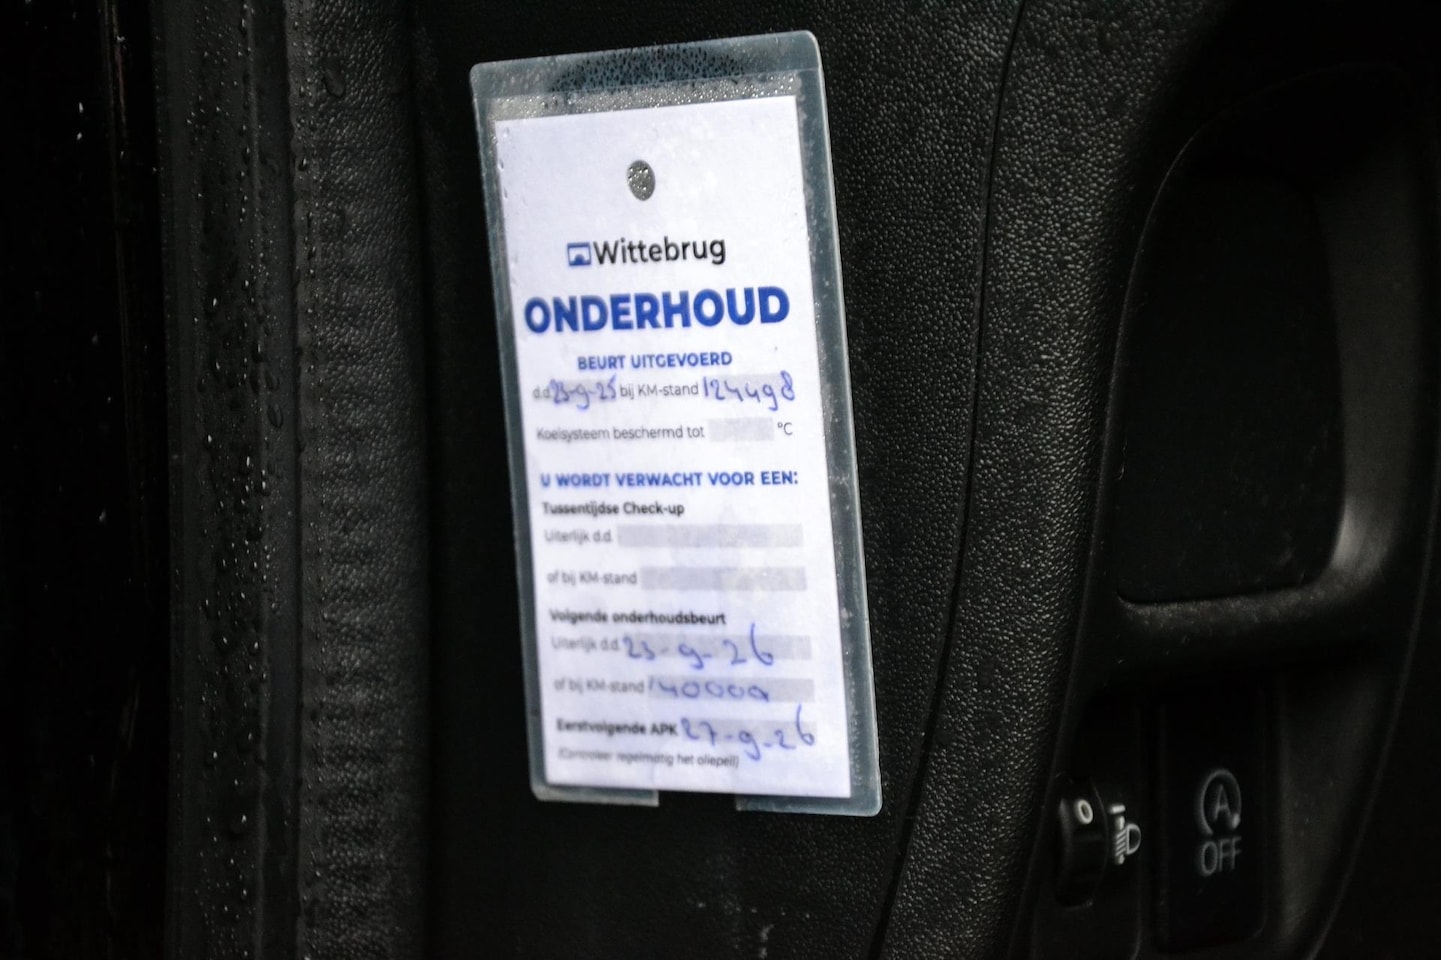 Wittebrug
ONDERHOUD
BEURT UITGEVOERD
d.d. 23-9-25 bij KM-stand 124498
Koelsysteem beschermd tot °C
U WORDT VERWACHT VOOR EEN:
Tussentijdse Check-up
Uiterlijk d.d.
of bij KM-stand
Volgende onderhoudsbeurt
Uiterlijk d.d. 23-9-26
of bij KM-stand 140000
Eerstvolgende APK 27-9-26
(Controleer regelmatig het oliepeil)
0
A
OFF